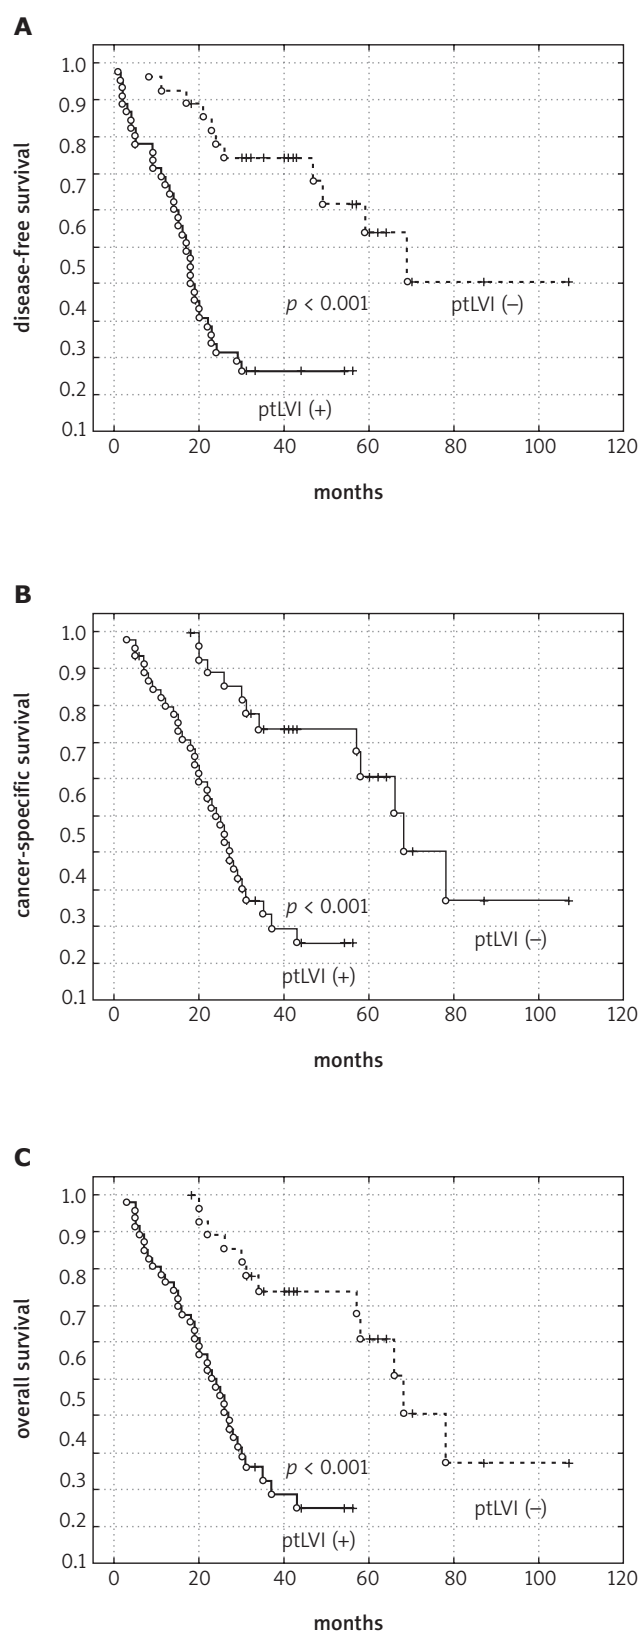 A
disease-free survival
1.0
0.9
0.8
0.7
0.6
0.5
0.4
0.3
0.2
0.1
p < 0.001
ptLVI (–)
ptLVI (+)
0 20 40 60 80 100 120
months
B
cancer-spoecific survival
1.0
0.9
0.8
0.7
0.6
0.5
0.4
0.3
0.2
0.1
p < 0.001
ptLVI (–)
ptLVI (+)
0 20 40 60 80 100 120
months
C
overall survival
1.0
0.9
0.8
0.7
0.6
0.5
0.4
0.3
0.2
0.1
p < 0.001
ptLVI (–)
ptLVI (+)
0 20 40 60 80 100 120
months